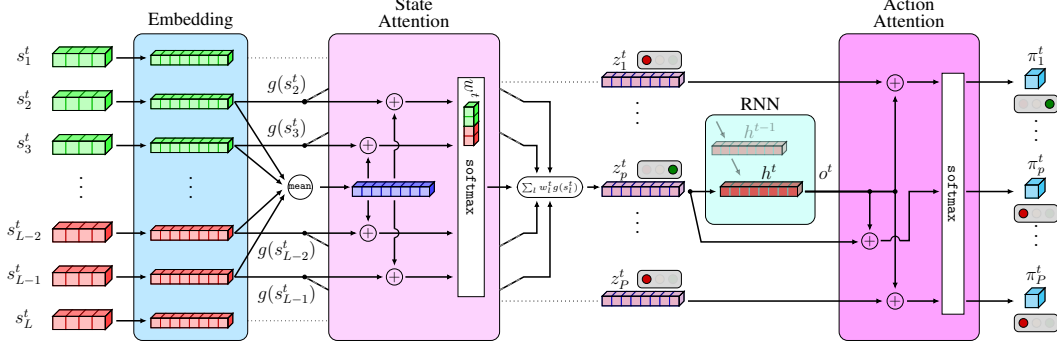 Embedding
State
Attention
Action
Attention
s_1^t
s_2^t
s_3^t
s_{L-2}^t
s_{L-1}^t
s_L^t
g(s_2^t)
g(s_3^t)
g(s_{L-2}^t)
g(s_{L-1}^t)
mean
w^t
softmax
∑_l w_l^t g(s_l^t)
z_1^t
z_p^t
z_P^t
RNN
h^{t-1}
h^t
o^t
softmax
π_1^t
π_p^t
π_P^t